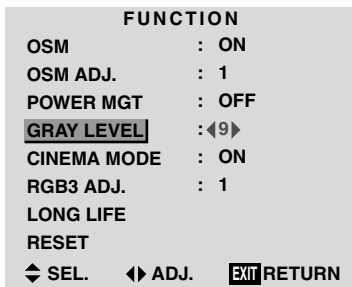 FUNCTION
OSM : ON
OSM ADJ. : 1
POWER MGT : OFF
GRAY LEVEL : 9
CINEMA MODE : ON
RGB3 ADJ. : 1
LONG LIFE
RESET
SEL. ADJ. EXIT RETURN